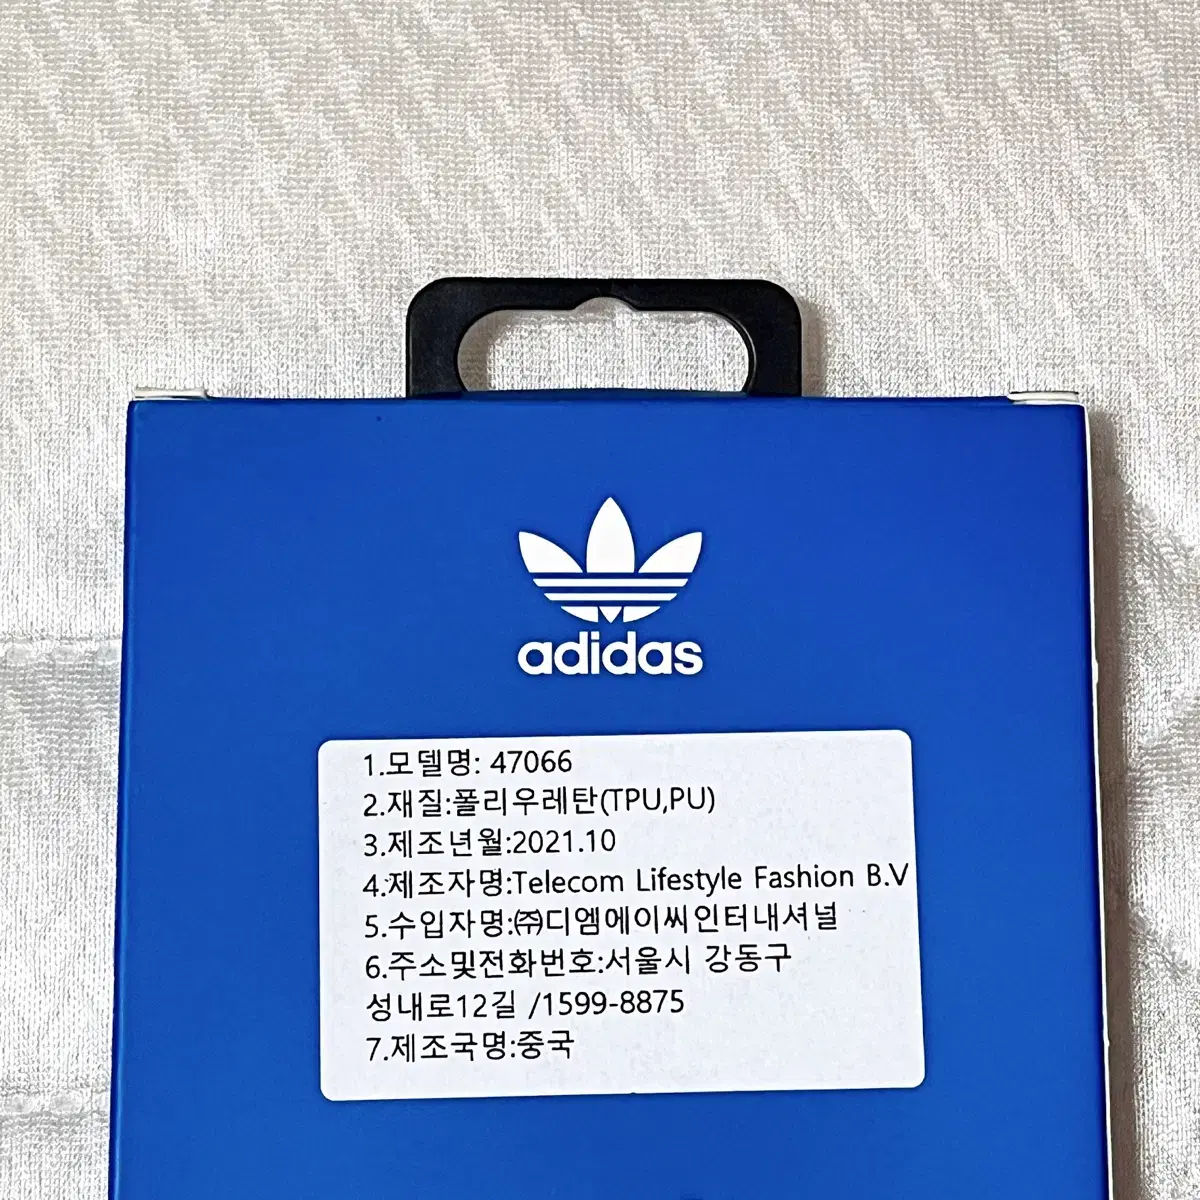 adidas
1.모델명: 47066
2.재질:폴리우레탄(TPU,PU)
3.제조년월:2021.10
4.제조자명:Telecom Lifestyle Fashion B.V
5.수입자명:㈜디엠에이씨인터내셔널
6.주소및전화번호:서울시 강동구
성내로12길 /1599-8875
7.제조국명:중국